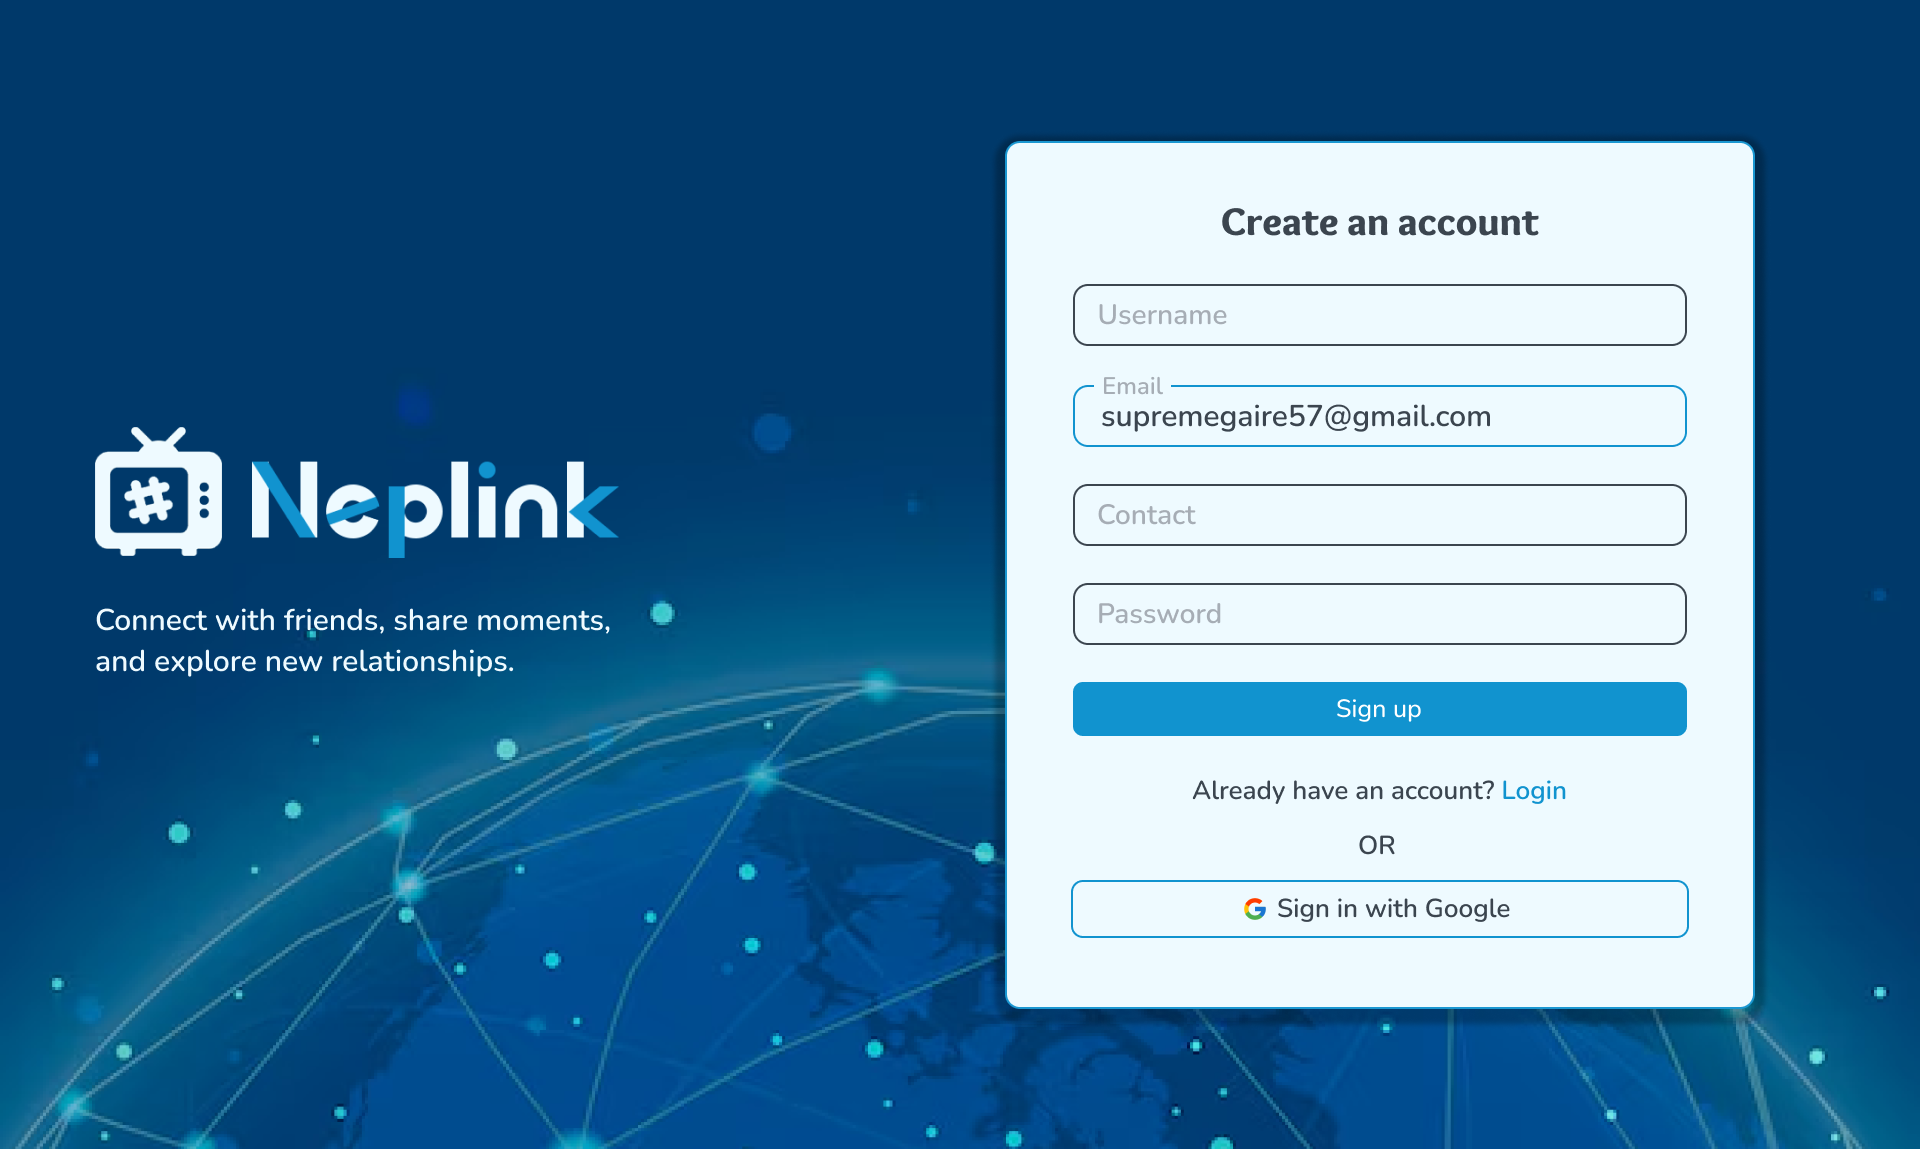 Neplink
Connect with friends, share moments,
and explore new relationships.
Create an account
Username
Email
supremegaire57@gmail.com
Contact
Password
Sign up
Already have an account? Login
OR
Sign in with Google